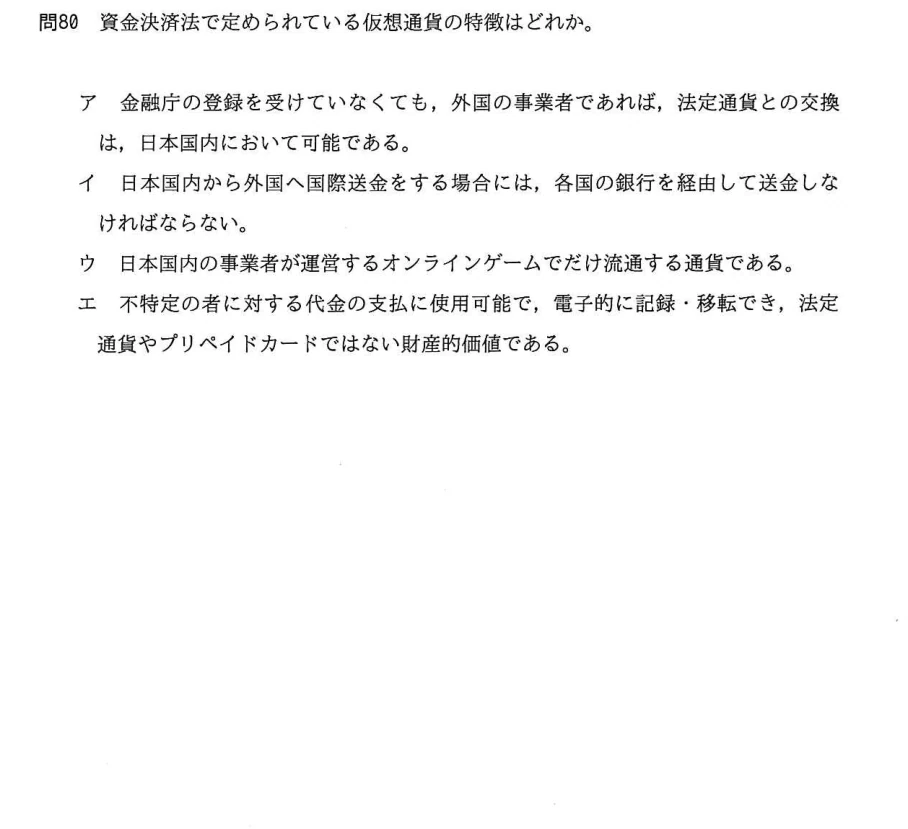 問80　資金決済法で定められている仮想通貨の特徴はどれか。
ア　金融庁の登録を受けていなくても，外国の事業者であれば，法定通貨との交換
は，日本国内において可能である。
イ　日本国内から外国へ国際送金をする場合には，各国の銀行を経由して送金しな
ければならない。
ウ　日本国内の事業者が運営するオンラインゲームでだけ流通する通貨である。
エ　不特定の者に対する代金の支払に使用可能で，電子的に記録・移転でき，法定
通貨やプリペイドカードではない財産的価値である。